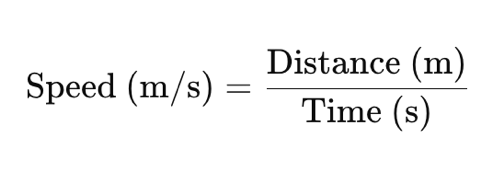 Speed (m/s) = Distance (m) / Time (s)